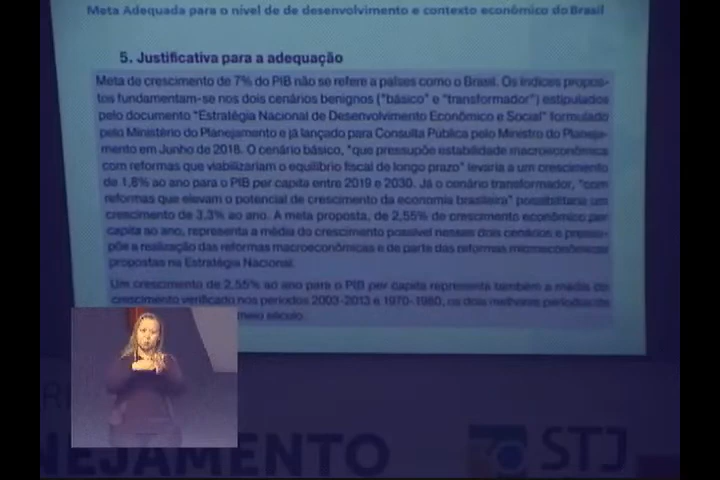 Meta Adequada para o nível de de desenvolvimento e contexto econômico do Brasil
5. Justificativa para a adequação
Meta de crescimento de 7% do PIB não se refere a países como o Brasil. Os índices propos-
tos fundamentam-se nos dois cenários benignos ("básico" e "transformador") estipulados
pelo documento "Estratégia Nacional de Desenvolvimento Econômico e Social" formulado
pelo Ministério do Planejamento e já lançado para Consulta Pública pelo Ministro do Planeja-
mento em Junho de 2018. O cenário básico, "que pressupõe estabilidade macroeconômica
com reformas que viabilizariam o equilíbrio fiscal de longo prazo" levaria a um crescimento
de 1,8% ao ano para o PIB per capita entre 2019 e 2030. Já o cenário transformador, "com
reformas que elevam o potencial de crescimento da economia brasileira" possibilitaria um
crescimento de 3,3% ao ano. A meta proposta, de 2,55% de crescimento econômico per
capita ao ano, representa a média do crescimento possível nesses dois cenários e pressu-
põe a realização das reformas macroeconômicas e de parte das reformas microeconômicas
propostas na Estratégia Nacional.
Um crescimento de 2,55% ao ano para o PIB per capita representa também a média do
crescimento verificado nos períodos 2003-2013 e 1970-1980, os dois melhores períodos do
meio século.
NEJAMENTO
STJ